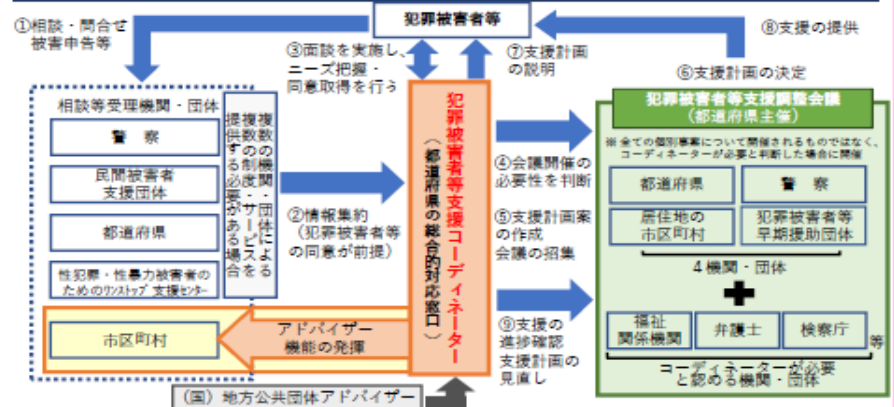 犯罪被害者等
①相談・問合せ
被害申告等
③面談を実施し、
ニーズ把握・
同意取得を行う
⑦支援計画
の説明
⑧支援の提供
⑥支援計画の決定
相談等受理機関・団体
警 察
民間被害者
支援団体
都道府県
性犯罪・性暴力被害者の
ためのワンストップ支援センター
市区町村
複数の機関・団体による
複数の制度・サービスを
提供する必要がある場合
②情報集約
(犯罪被害者等
の同意が前提)
アドバイザー
機能の発揮
犯罪被害者等支援コーディネーター
(都道府県の総合的対応窓口)
④会議開催の
必要性を判断
⑤支援計画案
の作成
会議の招集
⑨支援の
進捗確認
支援計画の
見直し
犯罪被害者等支援調整会議
(都道府県主催)
※ 全ての個別事案について開催されるものではなく、
コーディネーターが必要と判断した場合に開催
都道府県
警 察
居住地の
市区町村
犯罪被害者等
早期援助団体
4機関・団体
福祉
関係機関
弁護士
検察庁
等
コーディネーターが必要
と認める機関・団体
(国)地方公共団体アドバイザー